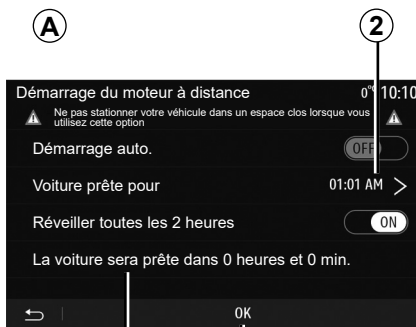 A
2
Démarrage du moteur à distance 0°C 10:10
Ne pas stationner votre véhicule dans un espace clos lorsque vous
utilisez cette option
Démarrage auto. OFF
Voiture prête pour 01:01 AM
Réveiller toutes les 2 heures ON
La voiture sera prête dans 0 heures et 0 min.
OK